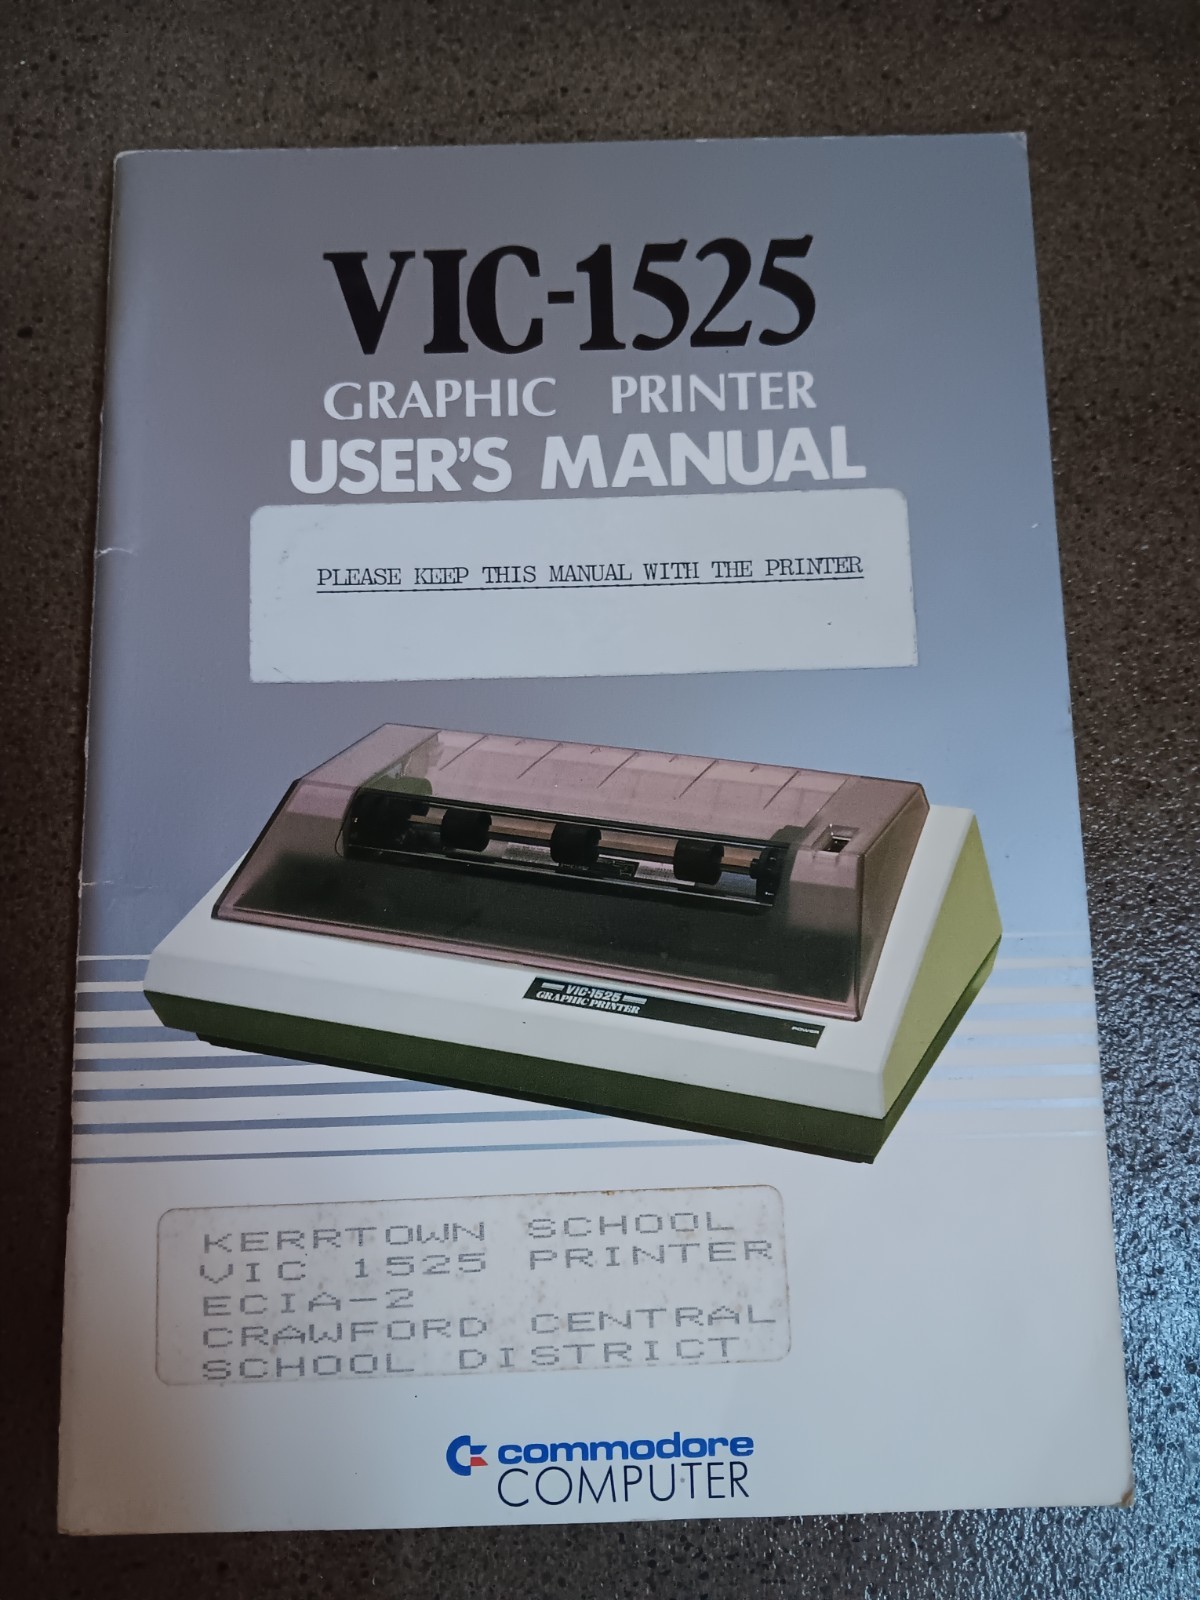 VIC-1525
GRAPHIC PRINTER
USER'S MANUAL
PLEASE KEEP THIS MANUAL WITH THE PRINTER
VIC-1525
GRAPHIC PRINTER
POWER
KERRTOWN SCHOOL
VIC 1525 PRINTER
ECIA-2
CRAWFORD CENTRAL
SCHOOL DISTRICT
commodore
COMPUTER